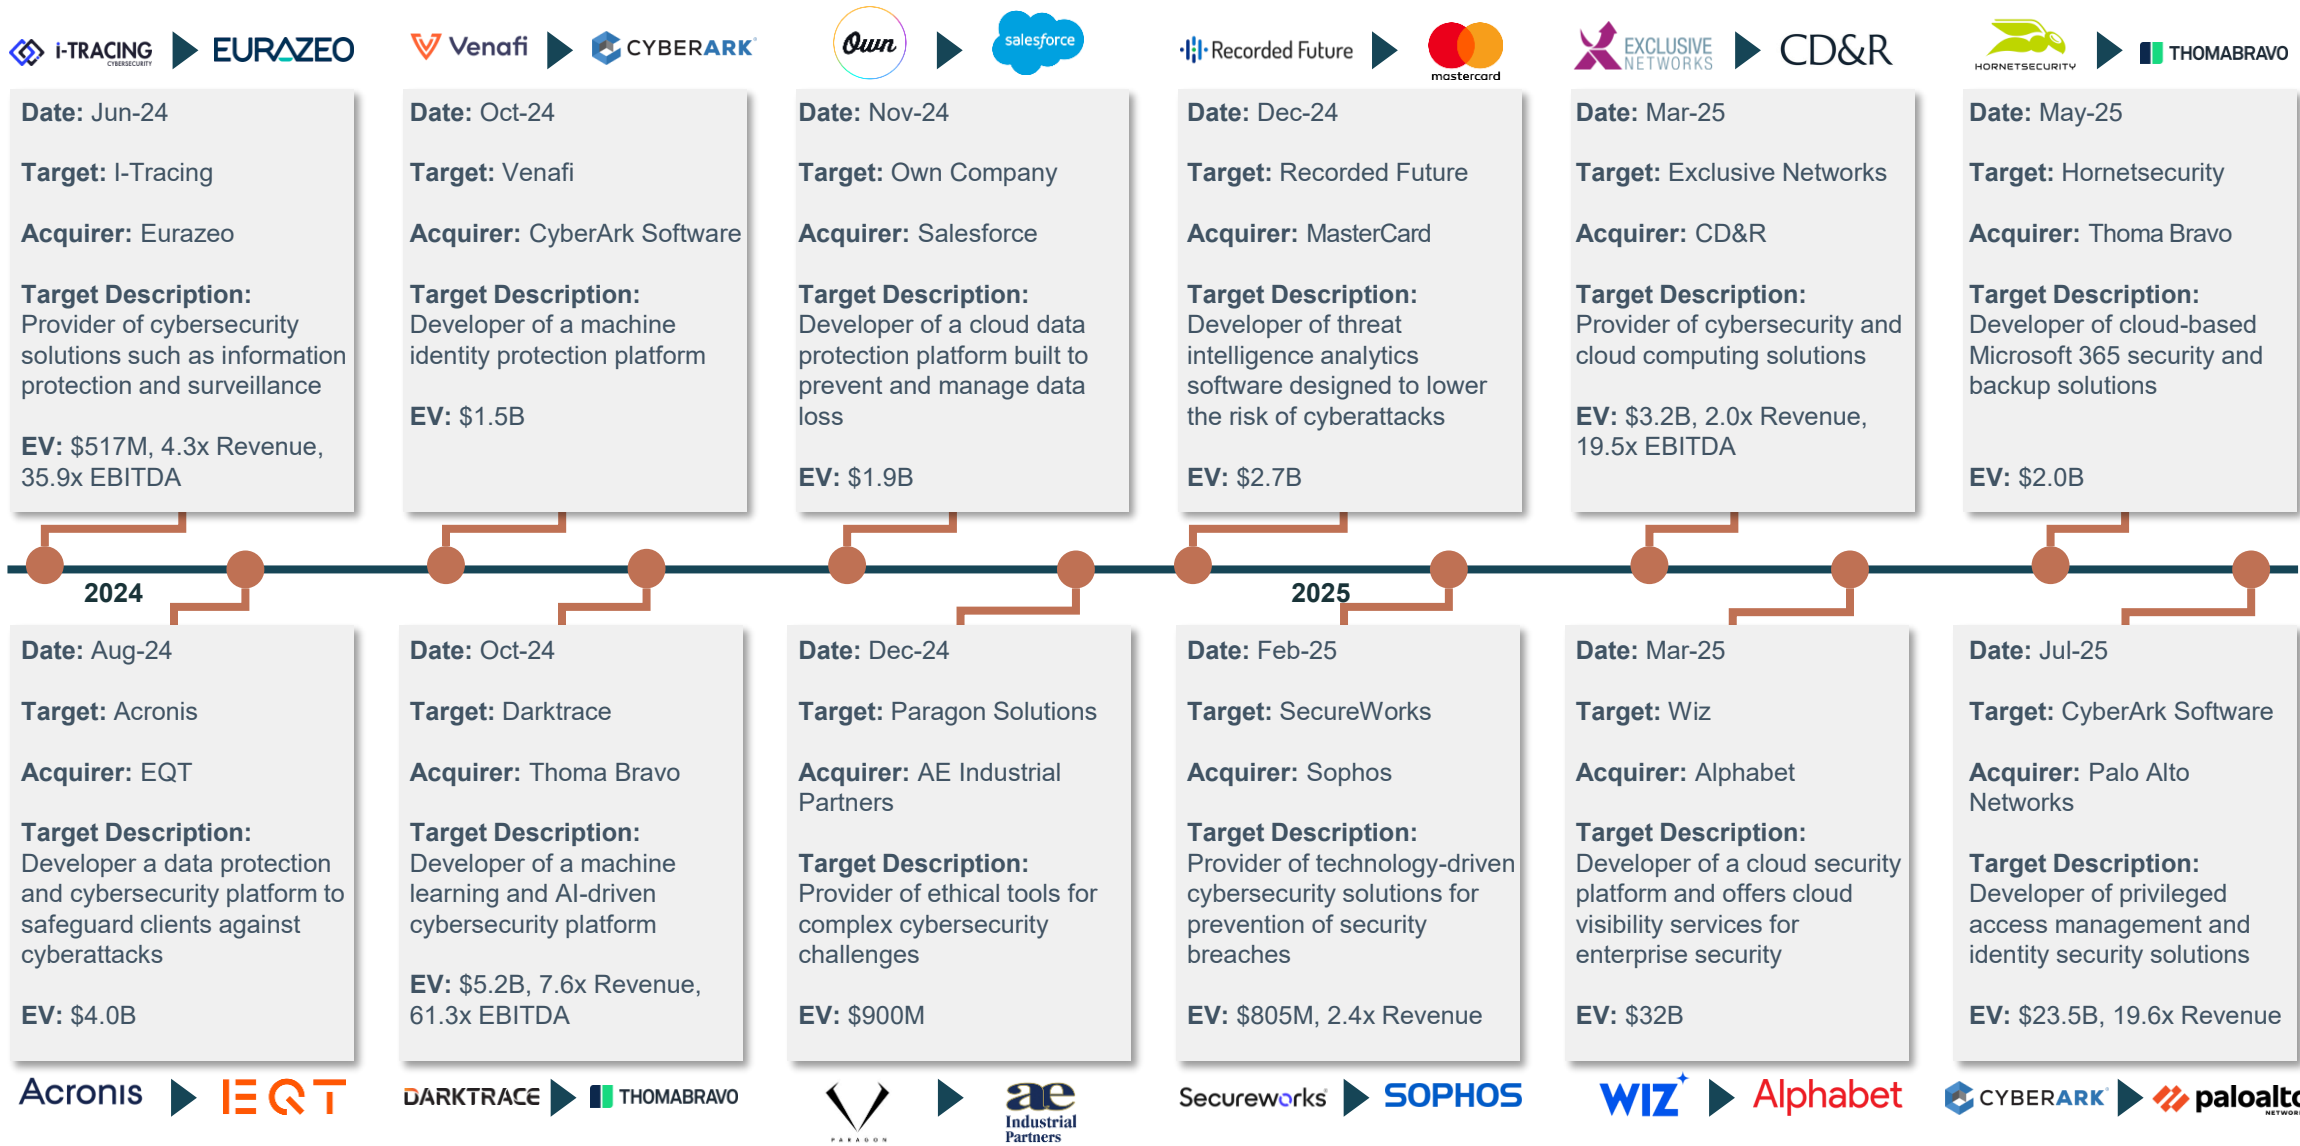 i-TRACING
CYBERSECURITY
EURAZEO
Venafi
CYBERARK
Own
salesforce
Recorded Future
mastercard
EXCLUSIVE
NETWORKS
CD&R
HORNETSECURITY
THOMABRAVO
Date: Jun-24
Target: I-Tracing
Acquirer: Eurazeo
Target Description:
Provider of cybersecurity
solutions such as information
protection and surveillance
EV: $517M, 4.3x Revenue,
35.9x EBITDA
Date: Oct-24
Target: Venafi
Acquirer: CyberArk Software
Target Description:
Developer of a machine
identity protection platform
EV: $1.5B
Date: Nov-24
Target: Own Company
Acquirer: Salesforce
Target Description:
Developer of a cloud data
protection platform built to
prevent and manage data
loss
EV: $1.9B
Date: Dec-24
Target: Recorded Future
Acquirer: MasterCard
Target Description:
Developer of threat
intelligence analytics
software designed to lower
the risk of cyberattacks
EV: $2.7B
Date: Mar-25
Target: Exclusive Networks
Acquirer: CD&R
Target Description:
Provider of cybersecurity and
cloud computing solutions
EV: $3.2B, 2.0x Revenue,
19.5x EBITDA
Date: May-25
Target: Hornetsecurity
Acquirer: Thoma Bravo
Target Description:
Developer of cloud-based
Microsoft 365 security and
backup solutions
EV: $2.0B
2024
2025
Date: Aug-24
Target: Acronis
Acquirer: EQT
Target Description:
Developer a data protection
and cybersecurity platform to
safeguard clients against
cyberattacks
EV: $4.0B
Date: Oct-24
Target: Darktrace
Acquirer: Thoma Bravo
Target Description:
Developer of a machine
learning and AI-driven
cybersecurity platform
EV: $5.2B, 7.6x Revenue,
61.3x EBITDA
Date: Dec-24
Target: Paragon Solutions
Acquirer: AE Industrial
Partners
Target Description:
Provider of ethical tools for
complex cybersecurity
challenges
EV: $900M
Date: Feb-25
Target: SecureWorks
Acquirer: Sophos
Target Description:
Provider of technology-driven
cybersecurity solutions for
prevention of security
breaches
EV: $805M, 2.4x Revenue
Date: Mar-25
Target: Wiz
Acquirer: Alphabet
Target Description:
Developer of a cloud security
platform and offers cloud
visibility services for
enterprise security
EV: $32B
Date: Jul-25
Target: CyberArk Software
Acquirer: Palo Alto
Networks
Target Description:
Developer of privileged
access management and
identity security solutions
EV: $23.5B, 19.6x Revenue
Acronis
EQT
DARKTRACE
THOMABRAVO
PARAGON
ae
Industrial
Partners
Secureworks
SOPHOS
WIZ
Alphabet
CYBERARK
paloalto
NETWOR